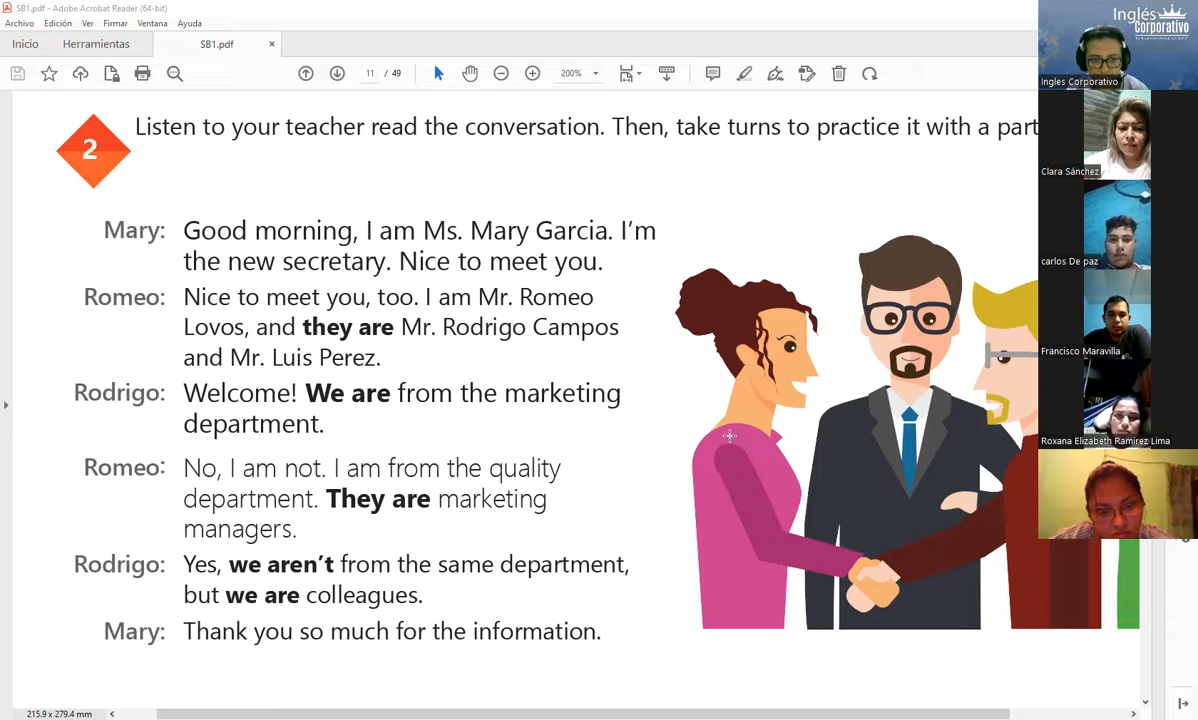 SB1.pdf - Adobe Acrobat Reader (64-bit)
Archivo Edición Ver Firmar Ventana Ayuda
Inicio Herramientas SB1.pdf ×
11 / 49 200%
2
Listen to your teacher read the conversation. Then, take turns to practice it with a part
Mary: Good morning, I am Ms. Mary Garcia. I’m
the new secretary. Nice to meet you.
Romeo: Nice to meet you, too. I am Mr. Romeo
Lovos, and they are Mr. Rodrigo Campos
and Mr. Luis Perez.
Rodrigo: Welcome! We are from the marketing
department.
Romeo: No, I am not. I am from the quality
department. They are marketing
managers.
Rodrigo: Yes, we aren’t from the same department,
but we are colleagues.
Mary: Thank you so much for the information.
215.9 x 279.4 mm
Inglés
Corporativo
Ingles Corporativo
Clara Sánchez
carlos De paz
Francisco Maravilla
Roxana Elizabeth Ramirez Lima